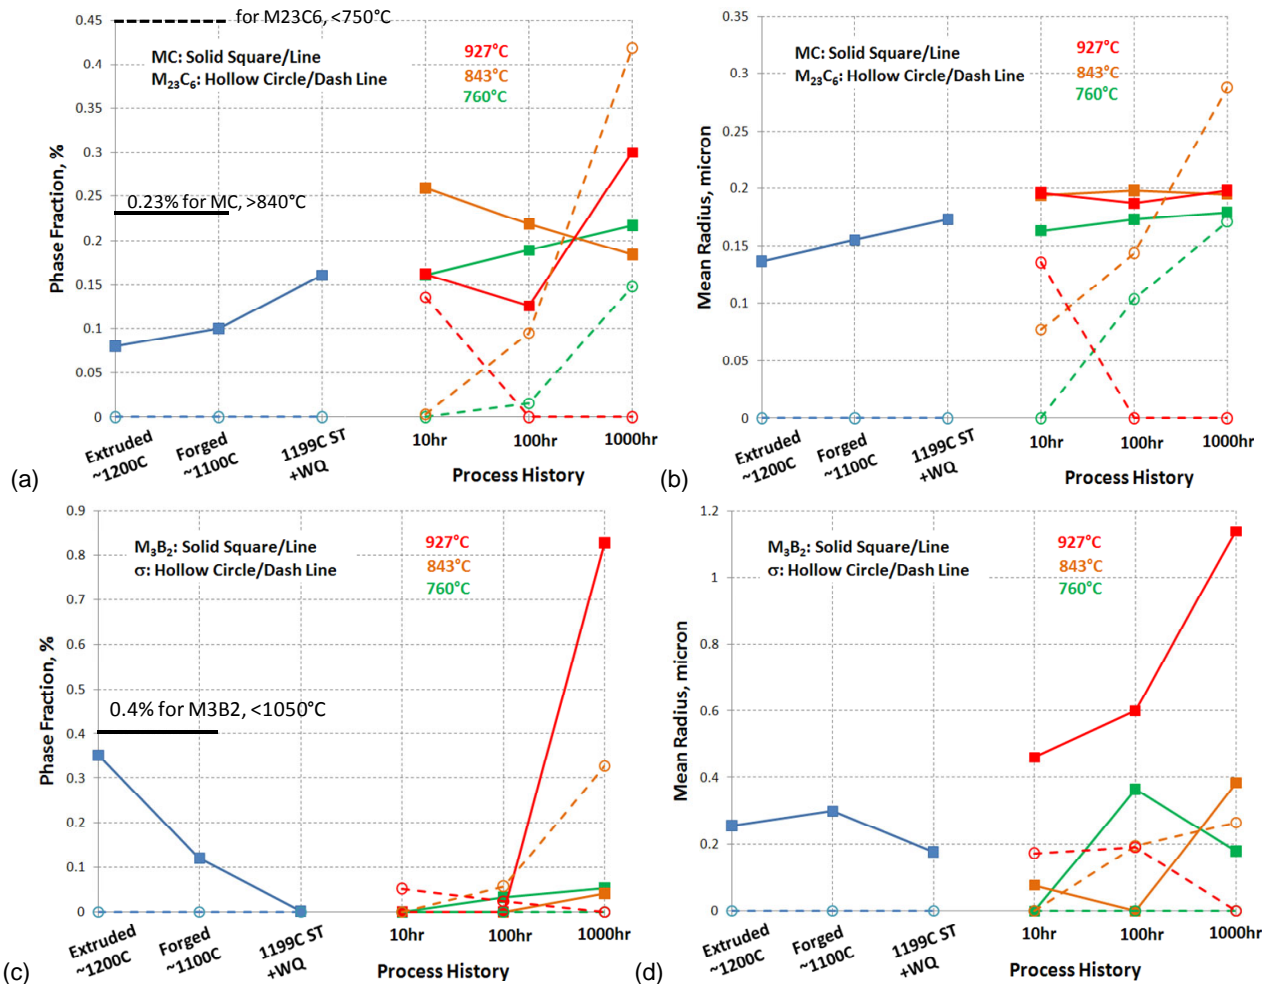 for M23C6, <750°C
MC: Solid Square/Line
M23C6: Hollow Circle/Dash Line
927°C
843°C
760°C
0.23% for MC, >840°C
Phase Fraction, %
0.45
0.4
0.35
0.3
0.25
0.2
0.15
0.1
0.05
0
Extruded ~1200C
Forged ~1100C
1199C ST +WQ
10hr
100hr
1000hr
Process History
(a)
MC: Solid Square/Line
M23C6: Hollow Circle/Dash Line
927°C
843°C
760°C
Mean Radius, micron
0.35
0.3
0.25
0.2
0.15
0.1
0.05
0
Extruded ~1200C
Forged ~1100C
1199C ST +WQ
10hr
100hr
1000hr
Process History
(b)
M3B2: Solid Square/Line
σ: Hollow Circle/Dash Line
927°C
843°C
760°C
0.4% for M3B2, <1050°C
Phase Fraction, %
0.9
0.8
0.7
0.6
0.5
0.4
0.3
0.2
0.1
0
Extruded ~1200C
Forged ~1100C
1199C ST +WQ
10hr
100hr
1000hr
Process History
(c)
M3B2: Solid Square/Line
σ: Hollow Circle/Dash Line
927°C
843°C
760°C
Mean Radius, micron
1.2
1
0.8
0.6
0.4
0.2
0
Extruded ~1200C
Forged ~1100C
1199C ST +WQ
10hr
100hr
1000hr
Process History
(d)